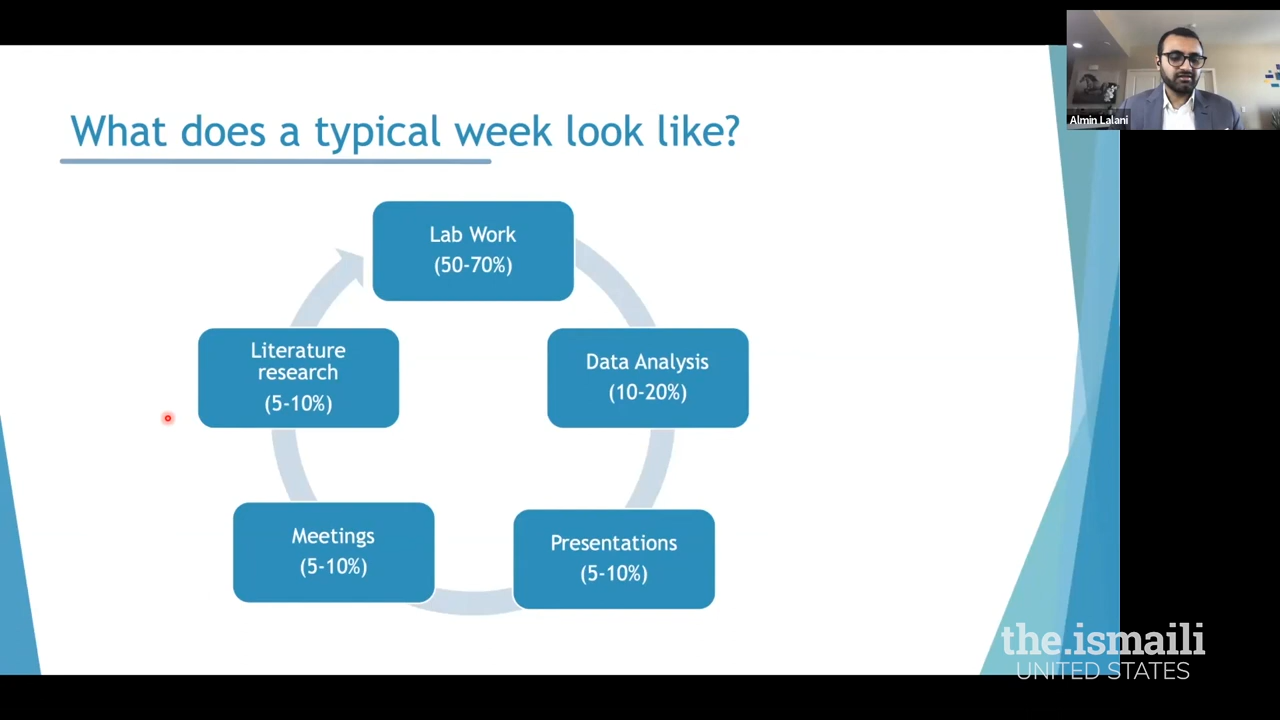 What does a typical week look like?
Lab Work
(50-70%)
Data Analysis
(10-20%)
Presentations
(5-10%)
Meetings
(5-10%)
Literature
research
(5-10%)
Almin Lalani
the.ismaili
UNITED STATES